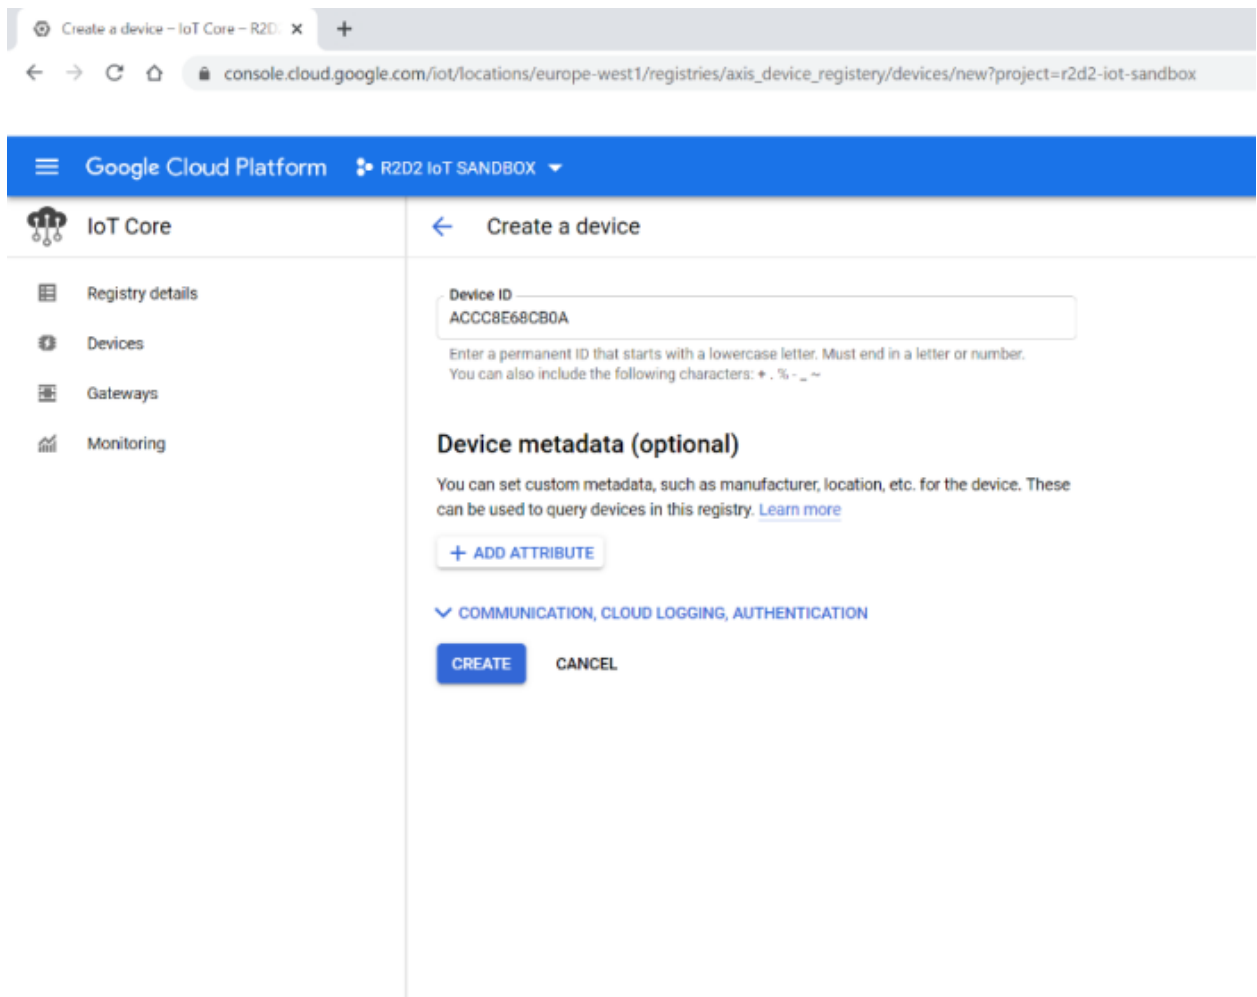 Create a device – IoT Core – R2D
console.cloud.google.com/iot/locations/europe-west1/registries/axis_device_registery/devices/new?project=r2d2-iot-sandbox
Google Cloud Platform R2D2 IoT SANDBOX
IoT Core
Create a device
Registry details
Devices
Gateways
Monitoring
Device ID
ACCC8E68CB0A
Enter a permanent ID that starts with a lowercase letter. Must end in a letter or number.
You can also include the following characters: + . % - _ ~
Device metadata (optional)
You can set custom metadata, such as manufacturer, location, etc. for the device. These
can be used to query devices in this registry. Learn more
+ ADD ATTRIBUTE
COMMUNICATION, CLOUD LOGGING, AUTHENTICATION
CREATE CANCEL